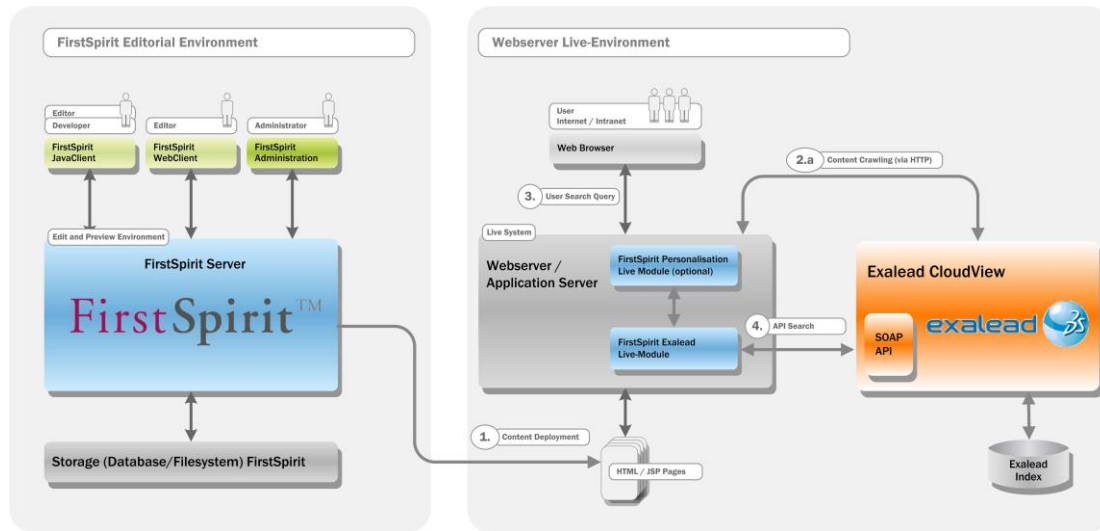 FirstSpirit Editorial Environment
Editor
Developer
FirstSpirit
JavaClient
Editor
FirstSpirit
WebClient
Administrator
FirstSpirit
Administration
Edit and Preview Environment
FirstSpirit Server
FirstSpirit™
Storage (Database/Filesystem) FirstSpirit
Webserver Live-Environment
User
Internet / Intranet
Web Browser
2.a Content Crawling (via HTTP)
3. User Search Query
Live System
Webserver /
Application Server
FirstSpirit Personalisation
Live Module (optional)
FirstSpirit Exalead
Live-Module
4. API Search
Exalead CloudView
exalead
SOAP
API
1. Content Deployment
HTML / JSP Pages
Exalead
Index